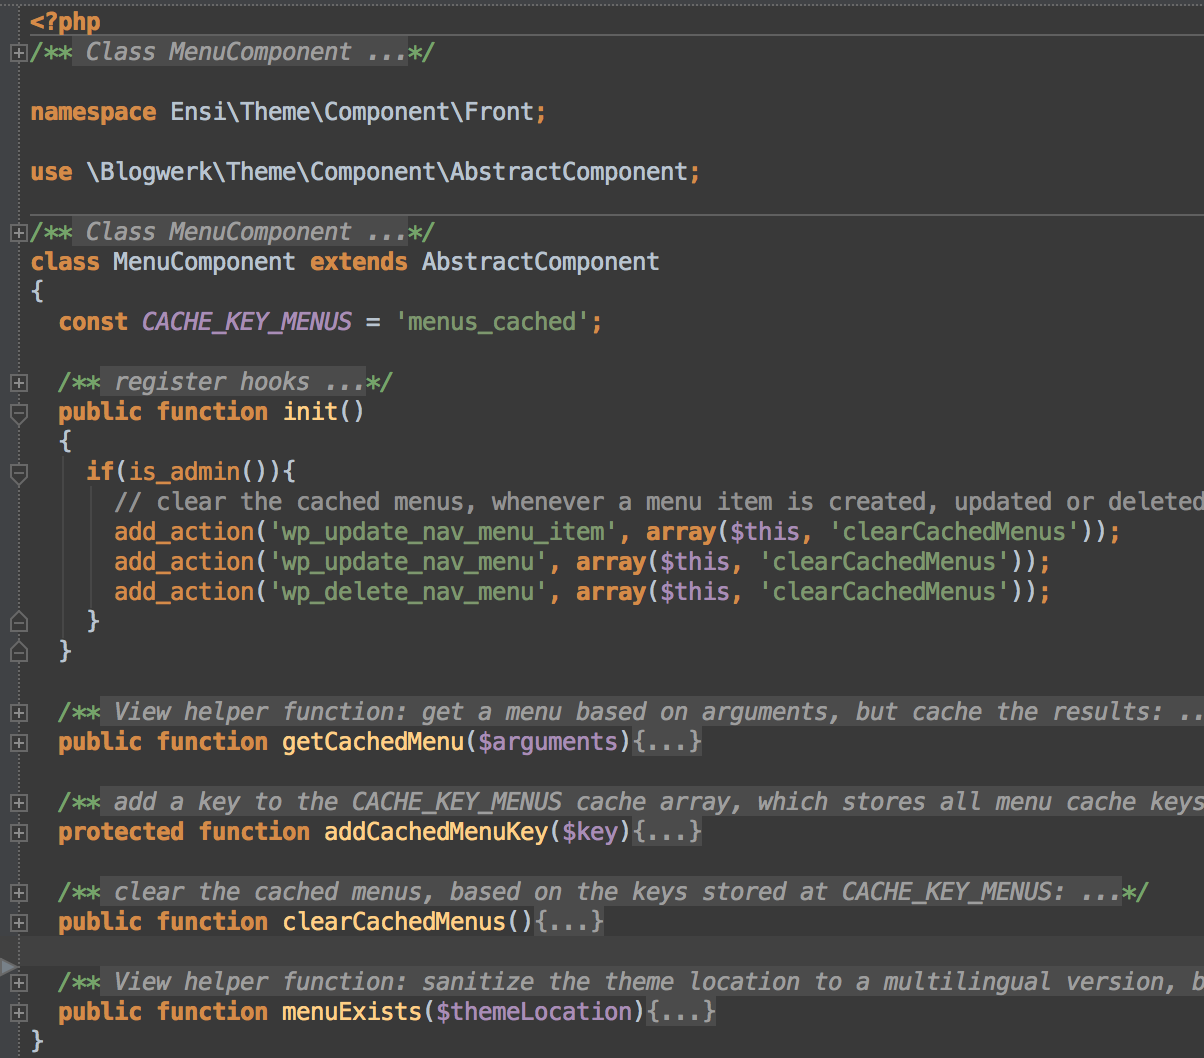 <?php
/** Class MenuComponent ...*/
namespace Ensi\Theme\Component\Front;
use \Blogwerk\Theme\Component\AbstractComponent;
/** Class MenuComponent ...*/
class MenuComponent extends AbstractComponent
{
const CACHE_KEY_MENUS = 'menus_cached';
/** register hooks ...*/
public function init()
{
if(is_admin()){
// clear the cached menus, whenever a menu item is created, updated or deleted
add_action('wp_update_nav_menu_item', array($this, 'clearCachedMenus'));
add_action('wp_update_nav_menu', array($this, 'clearCachedMenus'));
add_action('wp_delete_nav_menu', array($this, 'clearCachedMenus'));
}
}
/** View helper function: get a menu based on arguments, but cache the results: ..
public function getCachedMenu($arguments){...}
/** add a key to the CACHE_KEY_MENUS cache array, which stores all menu cache keys
protected function addCachedMenuKey($key){...}
/** clear the cached menus, based on the keys stored at CACHE_KEY_MENUS: ...*/
public function clearCachedMenus(){...}
/** View helper function: sanitize the theme location to a multilingual version, b
public function menuExists($themeLocation){...}
}